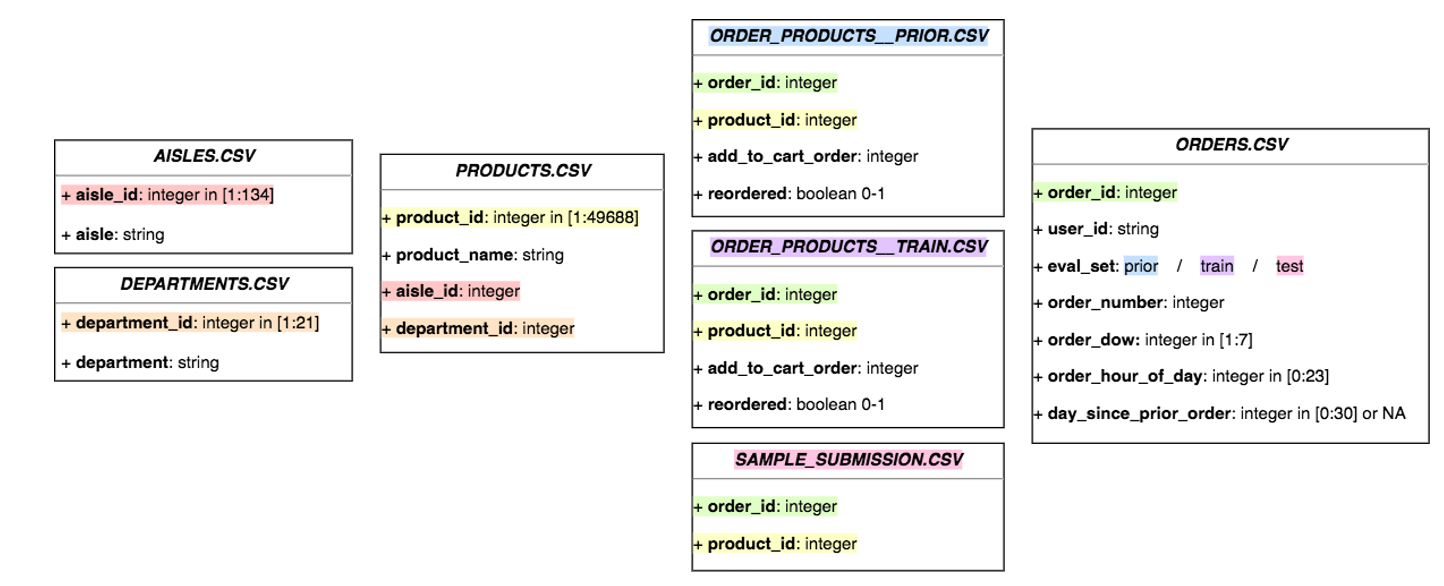 AISLES.CSV
+ aisle_id: integer in [1:134]
+ aisle: string
DEPARTMENTS.CSV
+ department_id: integer in [1:21]
+ department: string
PRODUCTS.CSV
+ product_id: integer in [1:49688]
+ product_name: string
+ aisle_id: integer
+ department_id: integer
ORDER_PRODUCTS__PRIOR.CSV
+ order_id: integer
+ product_id: integer
+ add_to_cart_order: integer
+ reordered: boolean 0-1
ORDER_PRODUCTS__TRAIN.CSV
+ order_id: integer
+ product_id: integer
+ add_to_cart_order: integer
+ reordered: boolean 0-1
SAMPLE_SUBMISSION.CSV
+ order_id: integer
+ product_id: integer
ORDERS.CSV
+ order_id: integer
+ user_id: string
+ eval_set: prior / train / test
+ order_number: integer
+ order_dow: integer in [1:7]
+ order_hour_of_day: integer in [0:23]
+ day_since_prior_order: integer in [0:30] or NA